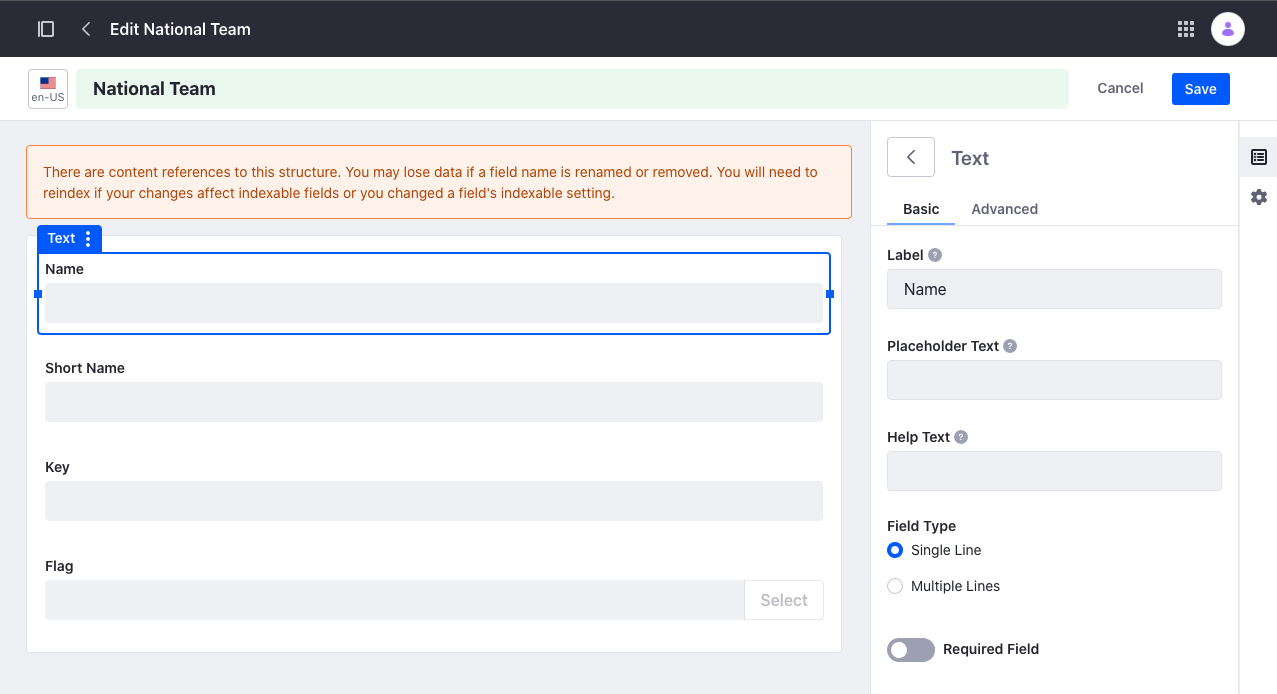 Edit National Team
en-US
National Team
Cancel
Save
There are content references to this structure. You may lose data if a field name is renamed or removed. You will need to
reindex if your changes affect indexable fields or you changed a field's indexable setting.
Text
Name
Short Name
Key
Flag
Select
Text
Basic
Advanced
Label ?
Name
Placeholder Text ?
Help Text ?
Field Type
Single Line
Multiple Lines
Required Field